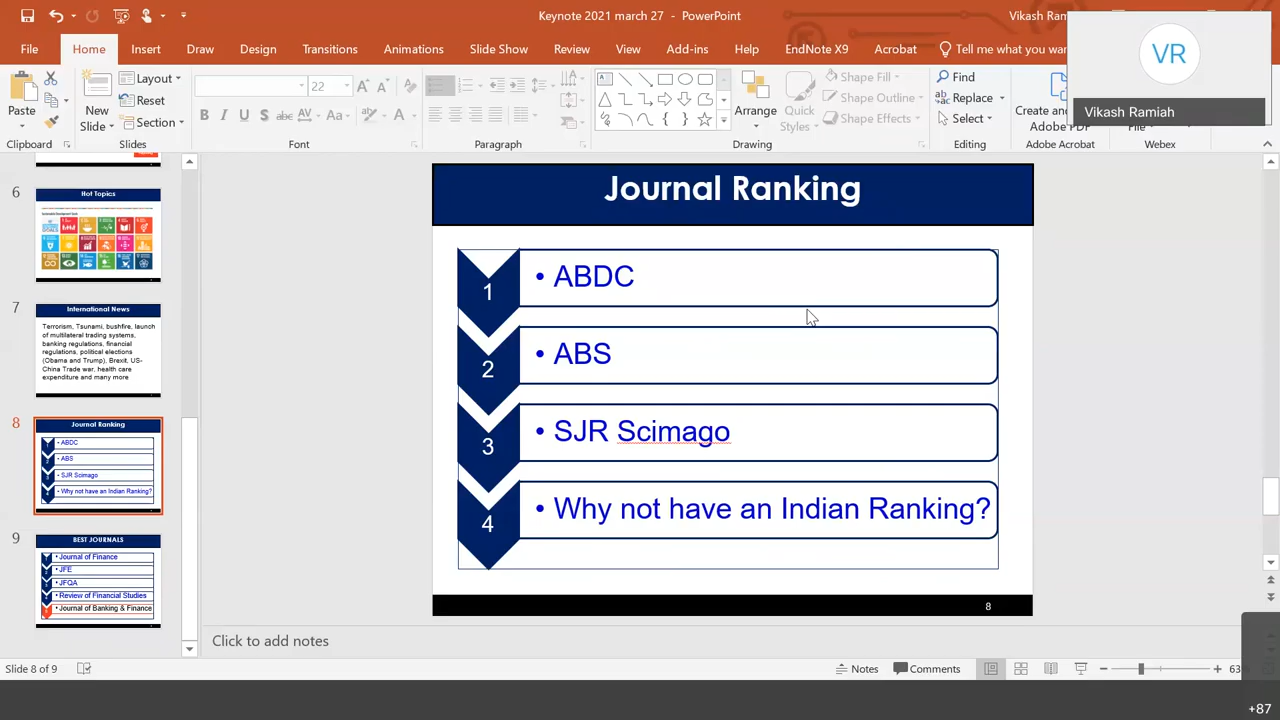 Keynote 2021 march 27 - PowerPoint
Vikash Ram
VR
Vikash Ramiah
File Home Insert Draw Design Transitions Animations Slide Show Review View Add-ins Help EndNote X9 Acrobat Tell me what you wan
Paste
Clipboard
New Slide
Layout
Reset
Section
Slides
22
Font
Paragraph
Arrange
Quick Styles
Shape Fill
Shape Outline
Shape Effects
Drawing
Find
Replace
Select
Editing
Create and
Adobe PDF
Adobe Acrobat
File
Webex
6
Hot Topics
7
International News
Terrorism, Tsunami, bushfire, launch
of multilateral trading systems,
banking regulations, financial
regulations, political elections
(Obama and Trump), Brexit, US-
China Trade war, health care
expenditure and many more
8
Journal Ranking
• ABDC
• ABS
• SJR Scimago
• Why not have an Indian Ranking?
9
BEST JOURNALS
• Journal of Finance
• JFE
• JFQA
• Review of Financial Studies
• Journal of Banking & Finance
Journal Ranking
1 • ABDC
2 • ABS
3 • SJR Scimago
4 • Why not have an Indian Ranking?
8
Click to add notes
Slide 8 of 9
Notes
Comments
63
+87